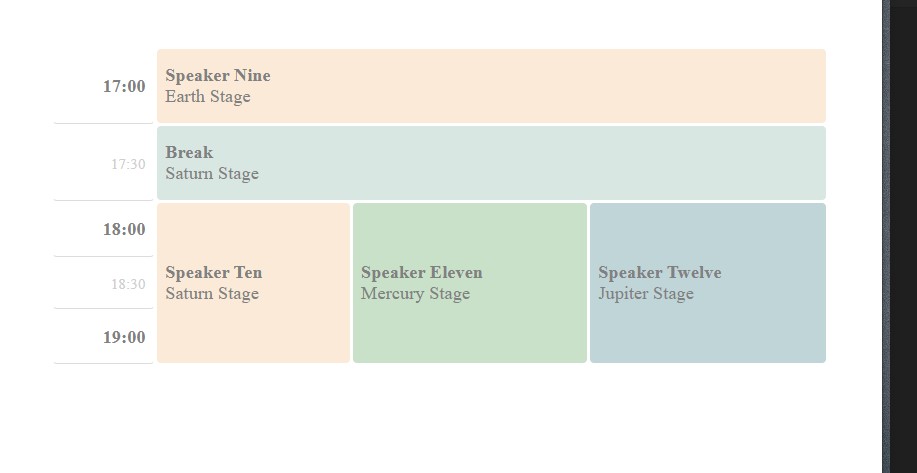 17:00
Speaker Nine
Earth Stage
17:30
Break
Saturn Stage
18:00
18:30
19:00
Speaker Ten
Saturn Stage
Speaker Eleven
Mercury Stage
Speaker Twelve
Jupiter Stage